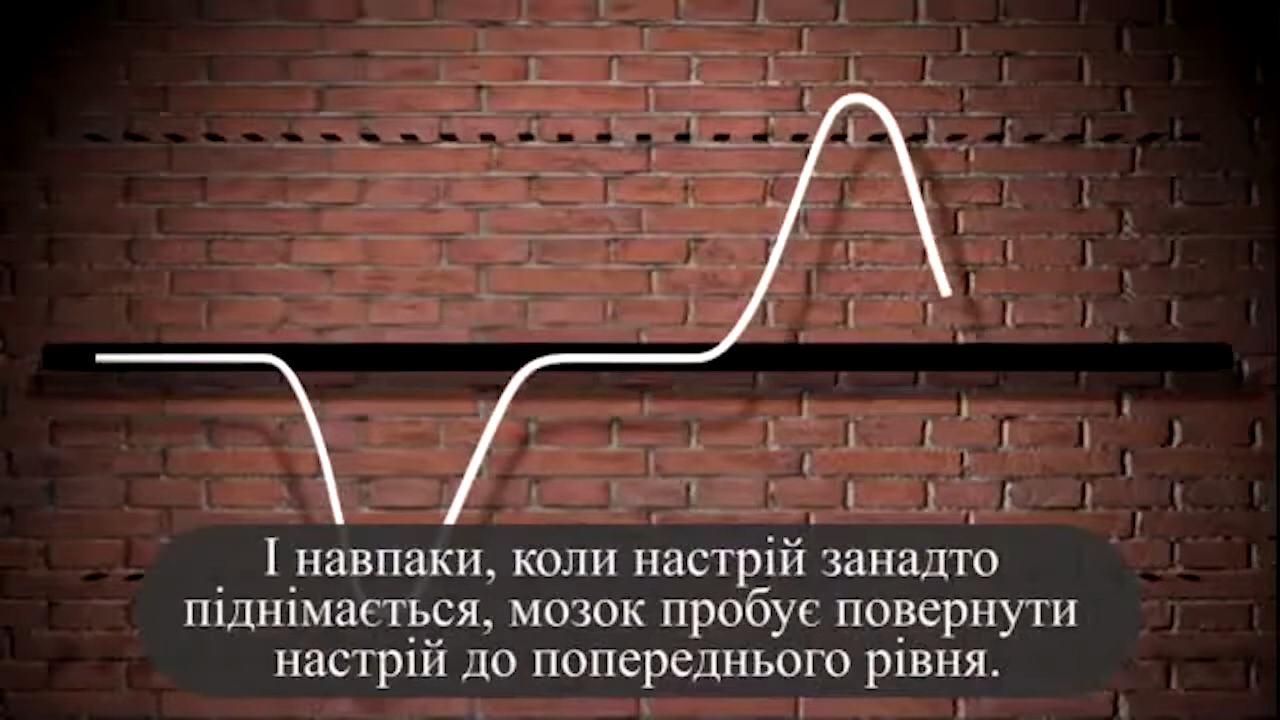 І навпаки, коли настрій занадто
піднімається, мозок пробує повернути
настрій до попереднього рівня.